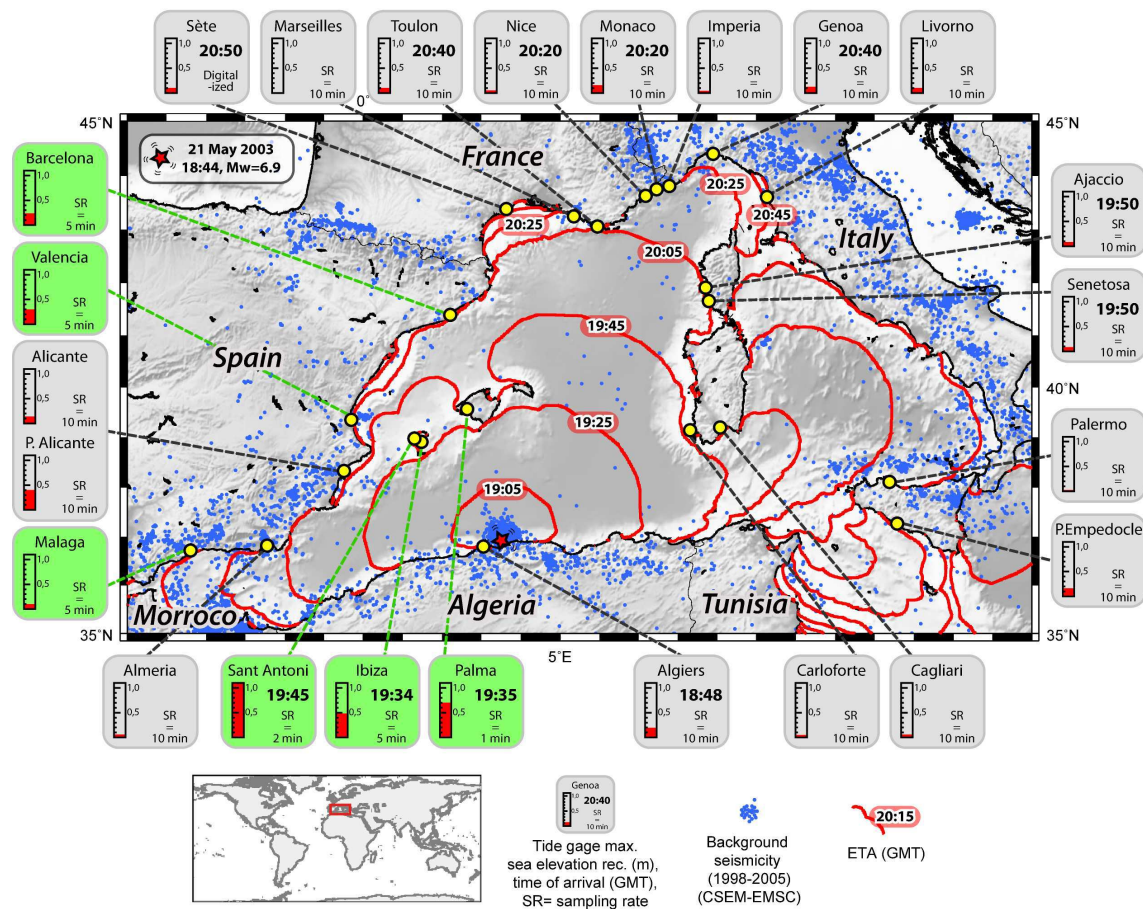 Sète
1,0
20:50
0,5
Digital
-ized
Marseilles
1,0
0,5
SR
=
10 min
Toulon
1,0
20:40
0,5
SR
=
10 min
Nice
1,0
20:20
0,5
SR
=
10 min
Monaco
1,0
20:20
0,5
SR
=
10 min
Imperia
1,0
0,5
SR
=
10 min
Genoa
1,0
20:40
0,5
SR
=
10 min
Livorno
1,0
0,5
SR
=
10 min
0°
45°N
45°N
21 May 2003
18:44, Mw=6.9
France
20:25
20:25
20:45
20:05
Italy
19:45
Spain
40°N
19:25
19:05
Morroco
Algeria
Tunisia
35°N
35°N
5°E
Barcelona
1,0
0,5
SR
=
5 min
Valencia
1,0
0,5
SR
=
5 min
Alicante
1,0
0,5
SR
=
10 min
P. Alicante
1,0
0,5
SR
=
10 min
Malaga
1,0
0,5
SR
=
5 min
Ajaccio
1,0
19:50
0,5
SR
=
10 min
Senetosa
1,0
19:50
0,5
SR
=
10 min
Palermo
1,0
0,5
SR
=
10 min
P.Empedocle
1,0
0,5
SR
=
10 min
Almeria
1,0
0,5
SR
=
10 min
Sant Antoni
1,0
19:45
0,5
SR
=
2 min
Ibiza
1,0
19:34
0,5
SR
=
5 min
Palma
1,0
19:35
0,5
SR
=
1 min
Algiers
1,0
18:48
0,5
SR
=
10 min
Carloforte
1,0
0,5
SR
=
10 min
Cagliari
1,0
0,5
SR
=
10 min
Genoa
1,0
20:40
0,5
SR
=
10 min
Tide gage max.
sea elevation rec. (m),
time of arrival (GMT),
SR= sampling rate
Background
seismicity
(1998-2005)
(CSEM-EMSC)
20:15
ETA (GMT)